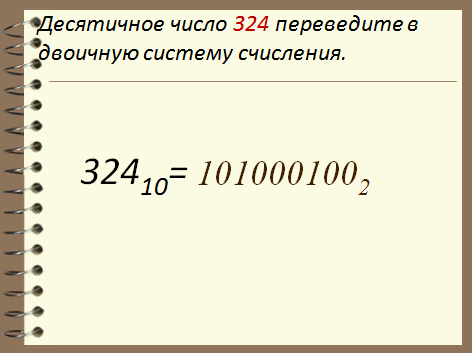 Десятичное число 324 переведите в
двоичную систему счисления.
324₁₀= 101000100₂